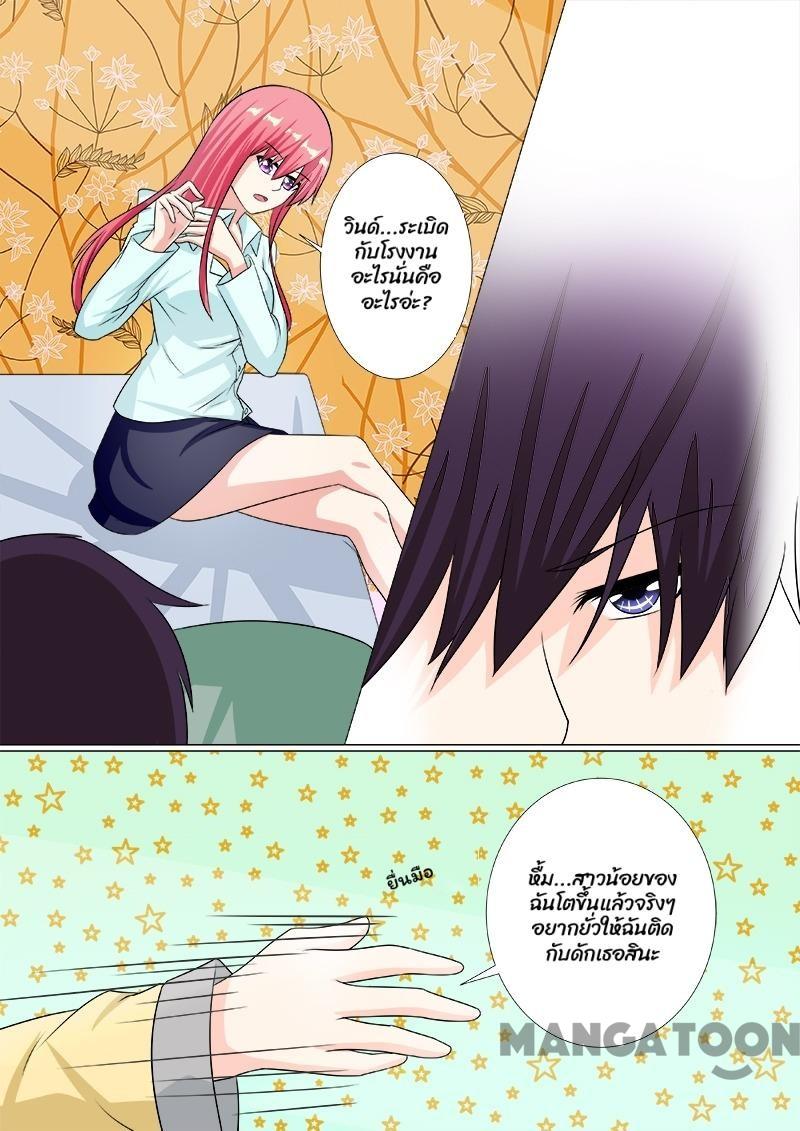 วินด์...ระเบิด
กับโรงงาน
อะไรนั่นคือ
อะไรอ่ะ?
ยื่นมือ
หึ้ม...สาวน้อยของ
ฉันโตขึ้นแล้วจริงๆ
อยากยั่วให้ฉันติด
กับดักเธอสินะ
MANGATOON